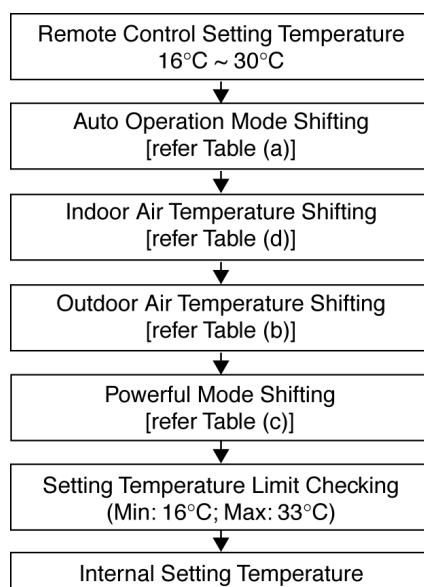 Remote Control Setting Temperature
16°C ~ 30°C
Auto Operation Mode Shifting
[refer Table (a)]
Indoor Air Temperature Shifting
[refer Table (d)]
Outdoor Air Temperature Shifting
[refer Table (b)]
Powerful Mode Shifting
[refer Table (c)]
Setting Temperature Limit Checking
(Min: 16°C; Max: 33°C)
Internal Setting Temperature